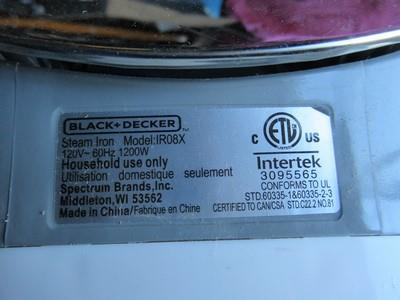 BLACK+DECKER
Steam Iron Model:IR08X
120V~ 60Hz 1200W
Household use only
Utilisation domestique seulement
Spectrum Brands,Inc.
Middleton,WI 53562
Made in China/Fabrique en Chine
C ETL US
LISTED
Intertek
3095565
CONFORMS TO UL
STD.60335-1&60335-2-3
CERTIFIED TO CAN/CSA STD.C22.2 NO.81